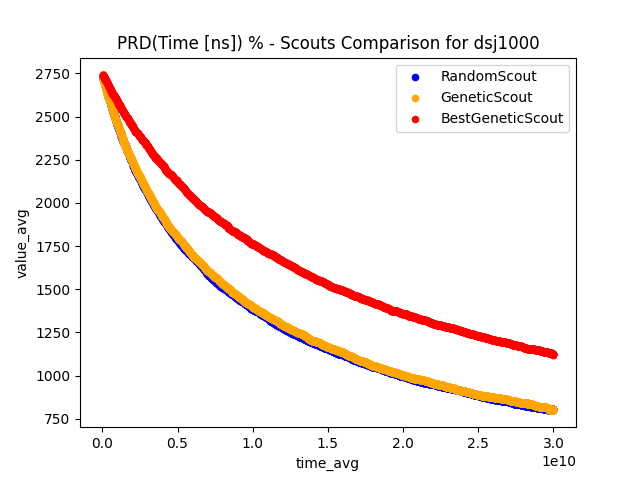 PRD(Time [ns]) % - Scouts Comparison for dsj1000
RandomScout
GeneticScout
BestGeneticScout
value_avg
2750
2500
2250
2000
1750
1500
1250
1000
750
0.0 0.5 1.0 1.5 2.0 2.5 3.0
1e10
time_avg